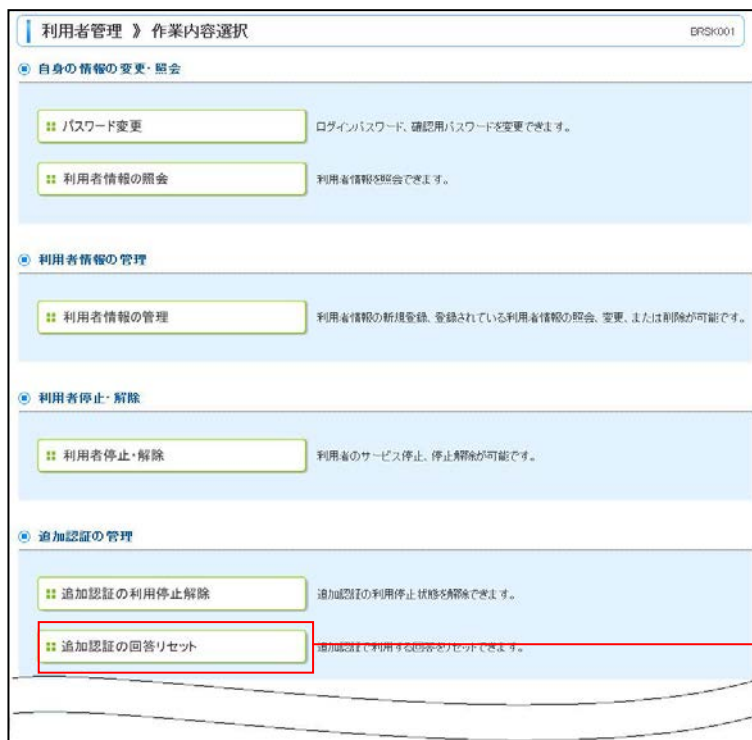 利用者管理 》 作業内容選択
BRSK001
自身の情報の変更・照会
パスワード変更
ログインパスワード、確認用パスワードを変更できます。
利用者情報の照会
利用者情報を照会できます。
利用者情報の管理
利用者情報の管理
利用者情報の新規登録、登録されている利用者情報の照会、変更、または削除が可能です。
利用者停止・解除
利用者停止・解除
利用者のサービス停止、停止解除が可能です。
追加認証の管理
追加認証の利用停止解除
追加認証の利用停止状態を解除できます。
追加認証の回答リセット
追加認証で利用する回答をリセットできます。